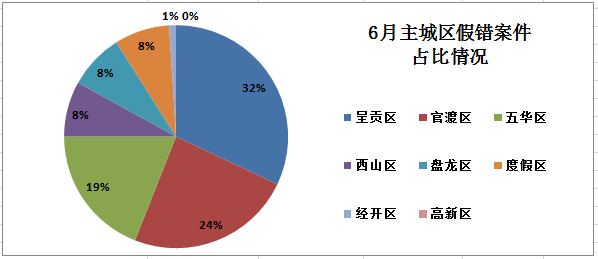 1% 0%
8%
32%
8%
8%
19%
24%
6月主城区假错案件
占比情况
呈贡区 官渡区 五华区
西山区 盘龙区 度假区
经开区 高新区